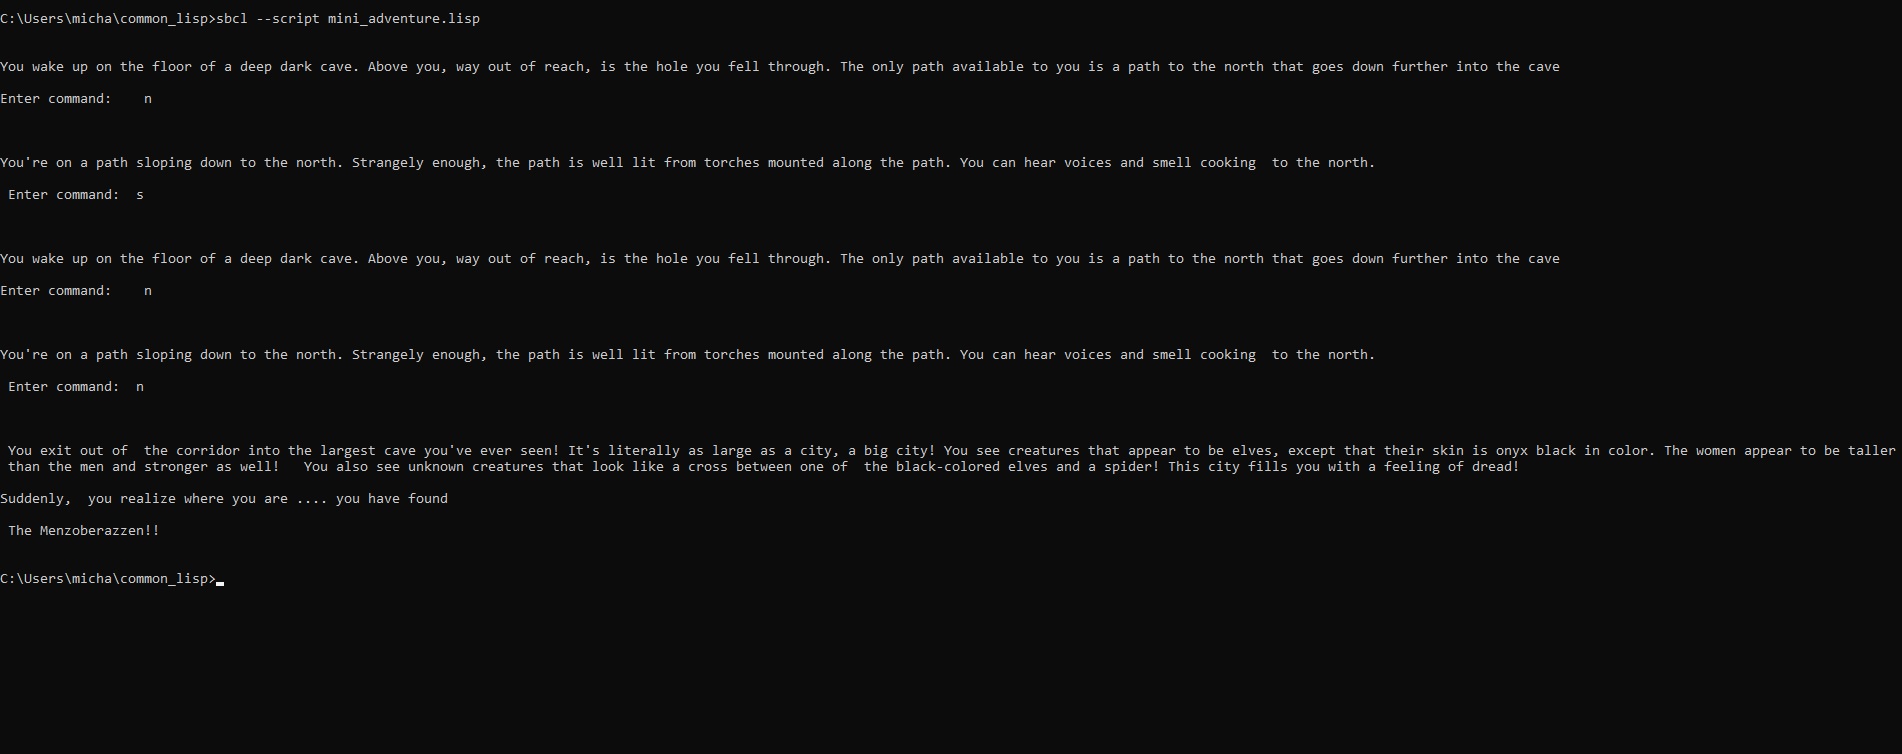 C:\Users\micha\common_lisp>sbcl --script mini_adventure.lisp
You wake up on the floor of a deep dark cave. Above you, way out of reach, is the hole you fell through. The only path available to you is a path to the north that goes down further into the cave
Enter command:    n
You're on a path sloping down to the north. Strangely enough, the path is well lit from torches mounted along the path. You can hear voices and smell cooking  to the north.
 Enter command:  s
You wake up on the floor of a deep dark cave. Above you, way out of reach, is the hole you fell through. The only path available to you is a path to the north that goes down further into the cave
Enter command:    n
You're on a path sloping down to the north. Strangely enough, the path is well lit from torches mounted along the path. You can hear voices and smell cooking  to the north.
 Enter command:  n
 You exit out of  the corridor into the largest cave you've ever seen! It's literally as large as a city, a big city! You see creatures that appear to be elves, except that their skin is onyx black in color. The women appear to be taller
 than the men and stronger as well!   You also see unknown creatures that look like a cross between one of  the black-colored elves and a spider! This city fills you with a feeling of dread!
Suddenly,  you realize where you are .... you have found
 The Menzoberazzen!!
C:\Users\micha\common_lisp>